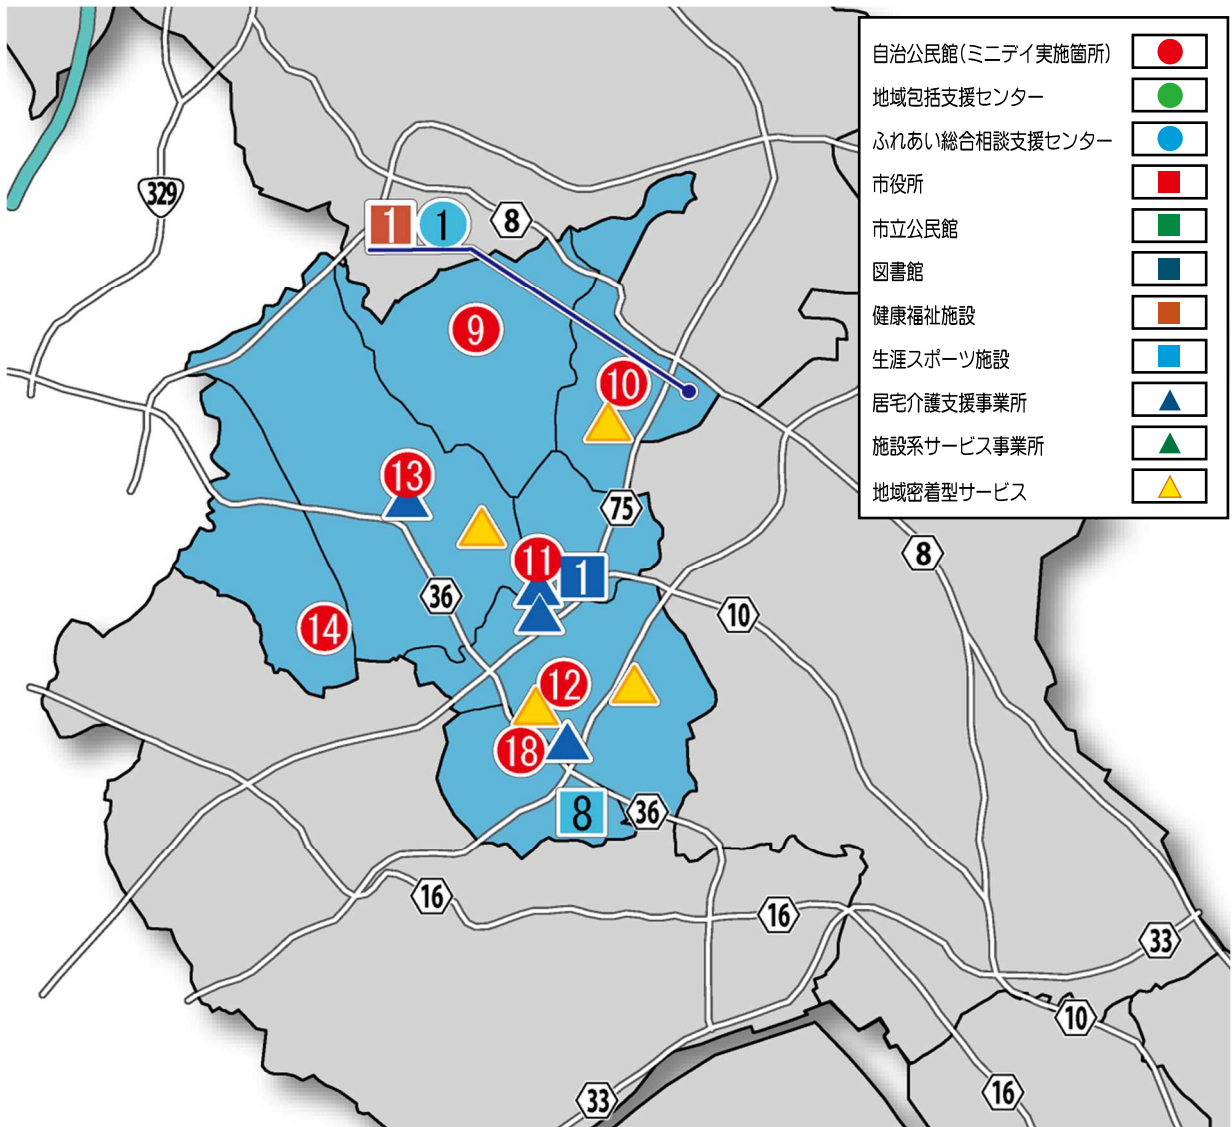 自治公民館(ミニデイ実施箇所)
地域包括支援センター
ふれあい総合相談支援センター
市役所
市立公民館
図書館
健康福祉施設
生涯スポーツ施設
居宅介護支援事業所
施設系サービス事業所
地域密着型サービス
329
1
1
8
9
10
13
75
11
1
8
36
10
14
12
18
8
36
16
16
33
10
16
33